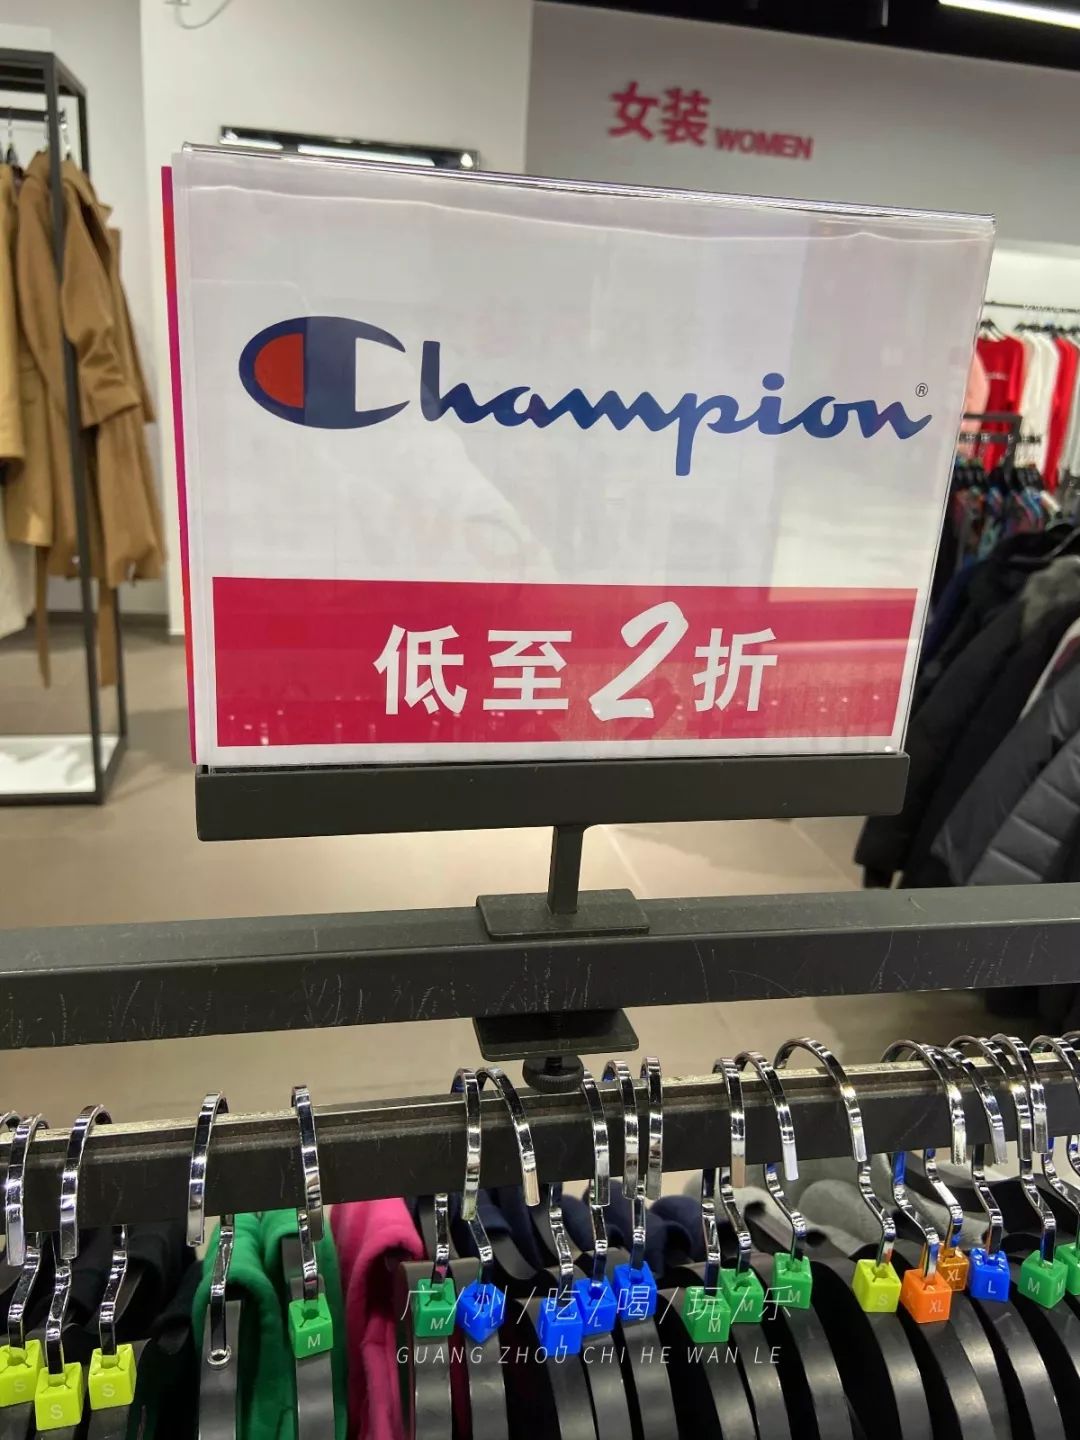 女装 WOMEN
Champion®
低至2折
M
M
M
M
M
L
L
S
XL
XL
L
M
M
S
S
S
广/州/吃/喝/玩/乐
GUANG ZHOU CHI HE WAN LE